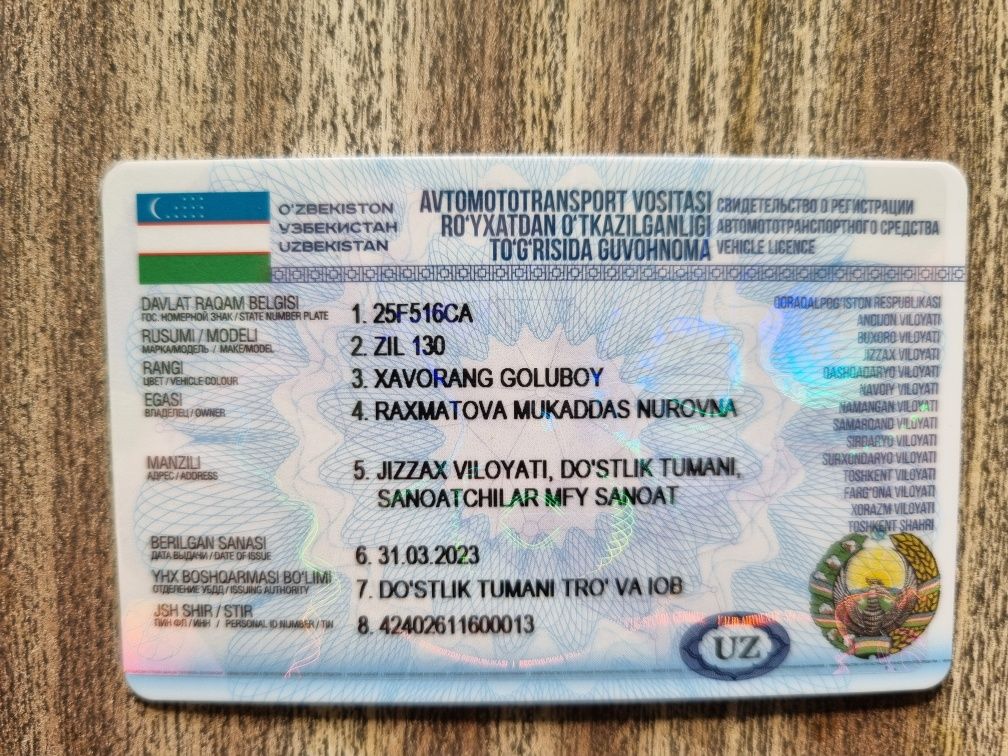 O'ZBEKISTON
УЗБЕКИСТАН
UZBEKISTAN
AVTOMOTOTRANSPORT VOSITASI
RO'YXATDAN O'TKAZILGANLIGI
TO'G'RISIDA GUVOHNOMA
СВИДЕТЕЛЬСТВО О РЕГИСТРАЦИИ
АВТОМОТОТРАНСПОРТНОГО СРЕДСТВА
VEHICLE LICENCE
DAVLAT RAQAM BELGISI
ГОС. НОМЕРНОЙ ЗНАК / STATE NUMBER PLATE
1. 25F516CA
RUSUMI / MODELI
МАРКА/МОДЕЛЬ / MAKE/MODEL
2. ZIL 130
RANGI
ЦВЕТ / VEHICLE COLOUR
3. XAVORANG GOLUBOY
EGASI
ВЛАДЕЛЕЦ / OWNER
4. RAXMATOVA MUKADDAS NUROVNA
MANZILI
АДРЕС / ADDRESS
5. JIZZAX VILOYATI, DO'STLIK TUMANI,
SANOATCHILAR MFY SANOAT
BERILGAN SANASI
ДАТА ВЫДАЧИ / DATE OF ISSUE
6. 31.03.2023
YHX BOSHQARMASI BO'LIMI
ОТДЕЛЕНИЕ УБДД / ISSUING AUTHORITY
7. DO'STLIK TUMANI TRO' VA IOB
JSH SHIR / STIR
ПИН ФЛ / ИНН / PERSONAL ID NUMBER / TIN
8. 42402611600013
QORAQALPOG'ISTON RESPUBLIKASI
ANDIJON VILOYATI
BUXORO VILOYATI
JIZZAX VILOYATI
QASHQADARYO VILOYATI
NAVOIY VILOYATI
NAMANGAN VILOYATI
SAMARQAND VILOYATI
SIRDARYO VILOYATI
SURXONDARYO VILOYATI
TOSHKENT VILOYATI
FARG'ONA VILOYATI
XORAZM VILOYATI
TOSHKENT SHAHRI
UZ